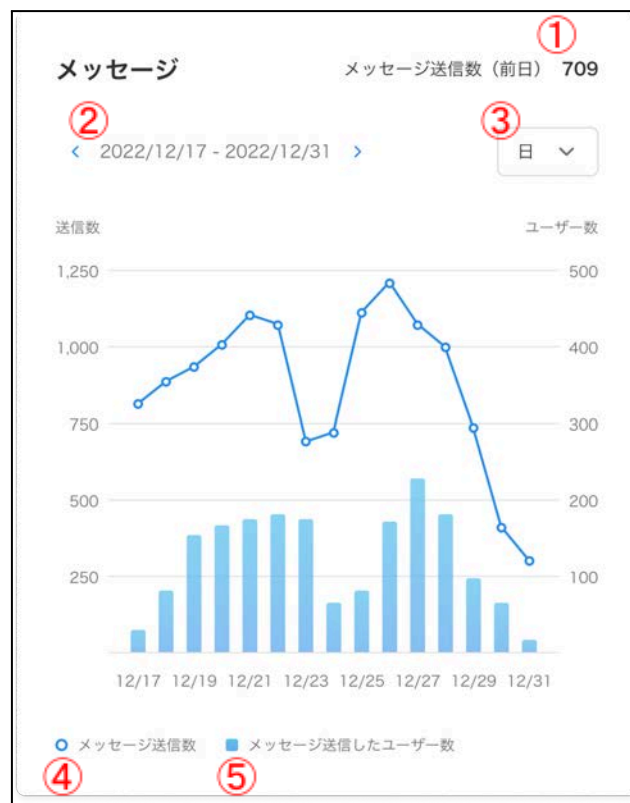 ①
メッセージ メッセージ送信数（前日） 709
② ③
< 2022/12/17 - 2022/12/31 > 日
送信数 ユーザー数
1,250 500
1,000 400
750 300
500 200
250 100
12/17 12/19 12/21 12/23 12/25 12/27 12/29 12/31
メッセージ送信数 メッセージ送信したユーザー数
④ ⑤